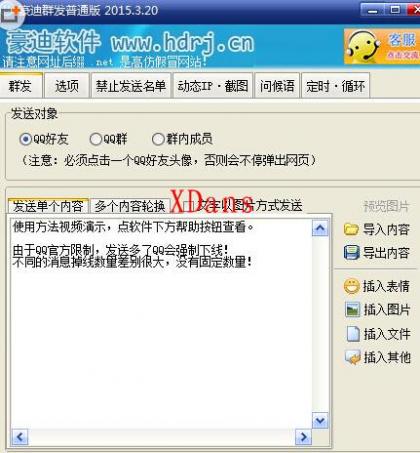 豪迪群发普通版 2015.3.20
豪迪软件 www.hdrj.cn
请注意网址后缀 .net 是高仿假冒网站!
客服
点击交流
群发 选项 禁止发送名单 动态IP·截图 问候语 定时·循环
发送对象
QQ好友 QQ群 群内成员
(注意: 必须点击一个QQ好友头像, 否则会不停弹出网页)
XDans
发送单个内容 多个内容轮换 文字以图片方式发送 预览图片
使用方法视频演示, 点软件下方帮助按钮查看。
由于QQ官方限制, 发送多了QQ会强制下线!
不同的消息掉线数量差别很大, 没有固定数量!
导入内容
导出内容
插入表情
插入图片
插入文件
插入其他